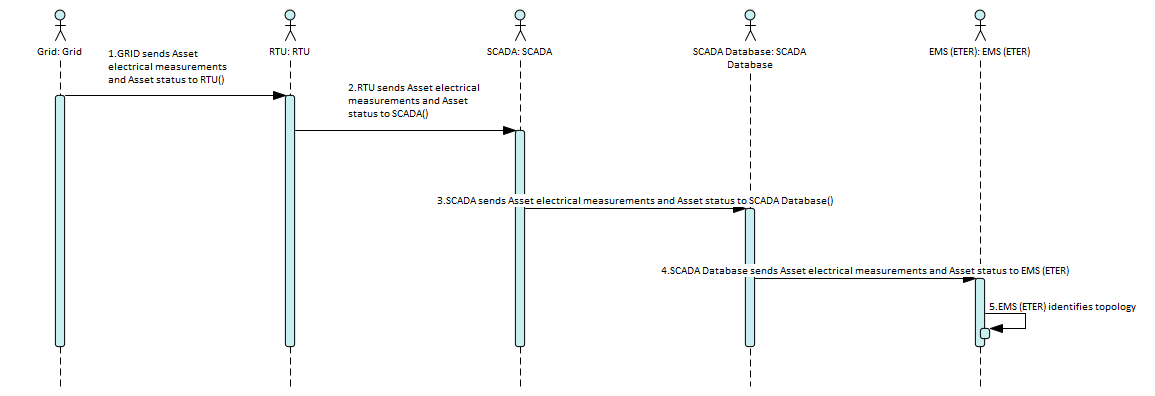 Grid: Grid
RTU: RTU
SCADA: SCADA
SCADA Database: SCADA
Database
EMS (ETER): EMS (ETER)
1.GRID sends Asset
electrical measurements
and Asset status to RTU()
2.RTU sends Asset electrical
measurements and Asset
status to SCADA()
3.SCADA sends Asset electrical measurements and Asset status to SCADA Database()
4.SCADA Database sends Asset electrical measurements and Asset status to EMS (ETER)
5.EMS (ETER) identifies topology